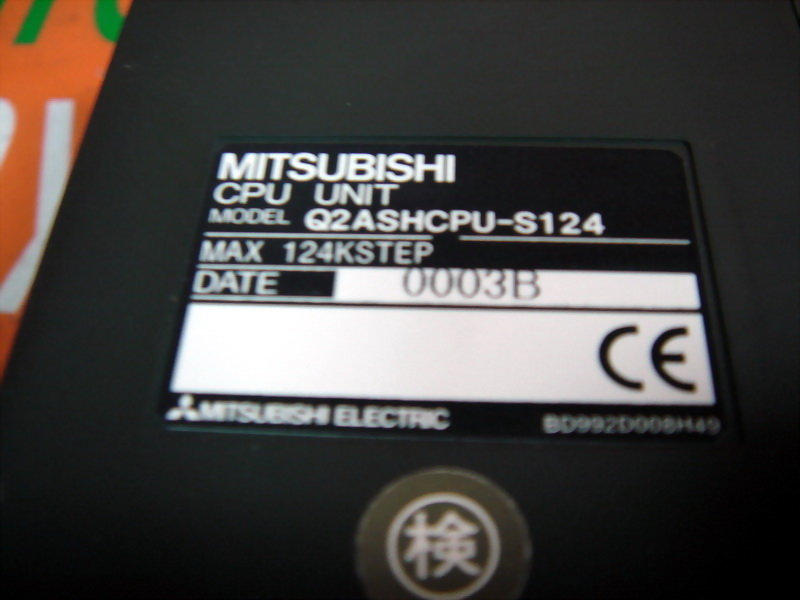 MITSUBISHI
CPU UNIT
MODEL Q2ASHCPU-S124
MAX 124KSTEP
DATE 0003B
CE
MITSUBISHI ELECTRIC BD992D008H49
検